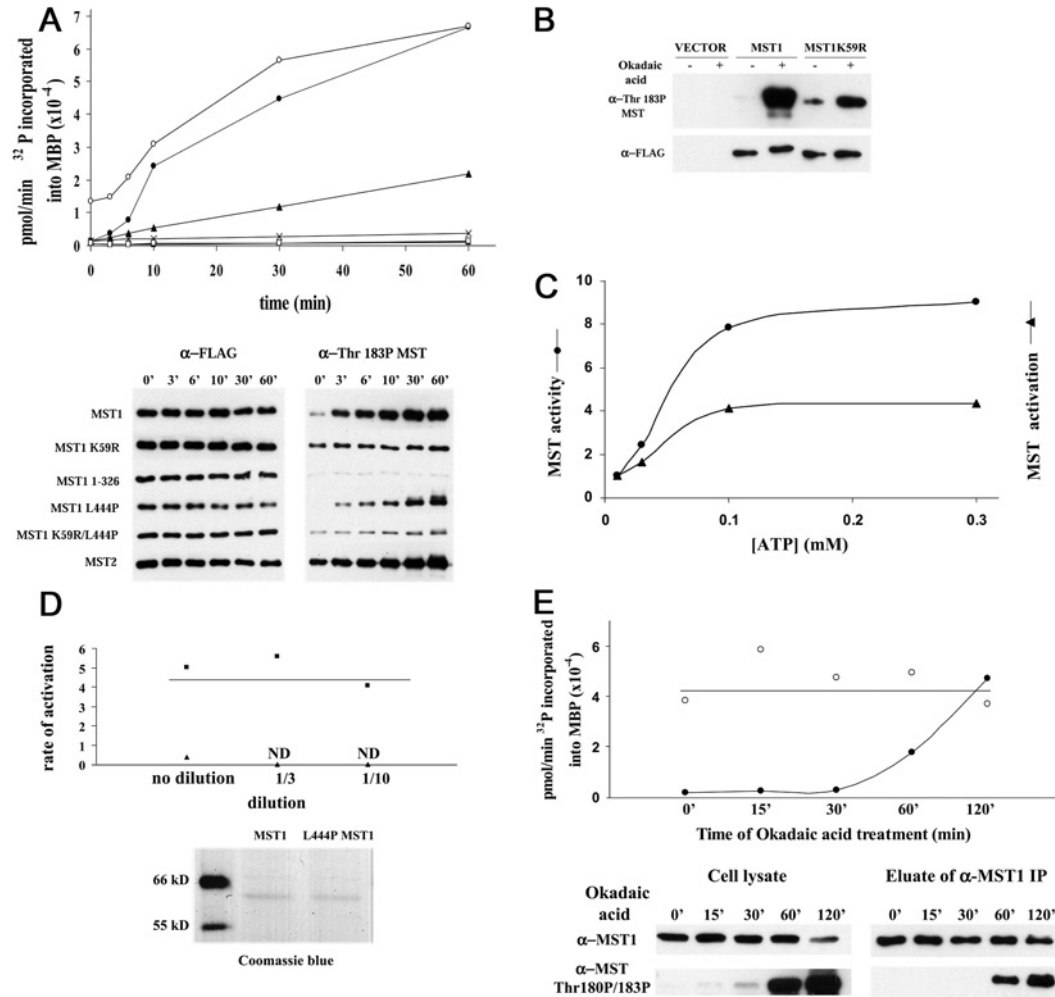 A
pmol/min 32P incorporated
into MBP (x10-4)
7
6
5
4
3
2
1
0
0 10 20 30 40 50 60
time (min)
α-FLAG α-Thr 183P MST
0' 3' 6' 10' 30' 60' 0' 3' 6' 10' 30' 60'
MST1
MST1 K59R
MST1 1-326
MST1 L444P
MST1 K59R/L444P
MST2
B
VECTOR MST1 MST1K59R
Okadaic acid - + - + - +
α-Thr 183P
MST
α-FLAG
C
MST activity
MST activation
10
8
6
4
2
0
0 0.1 0.2 0.3
[ATP] (mM)
D
rate of activation
6
5
4
3
2
1
0
ND ND
no dilution 1/3 1/10
dilution
MST1 L444P MST1
66 kD
55 kD
Coomassie blue
E
pmol/min 32P incorporated
into MBP (x10-4)
6
4
2
0
0' 15' 30' 60' 120'
Time of Okadaic acid treatment (min)
Cell lysate Eluate of α-MST1 IP
Okadaic
acid 0' 15' 30' 60' 120' 0' 15' 30' 60' 120'
α-MST1
α-MST
Thr180P/183P